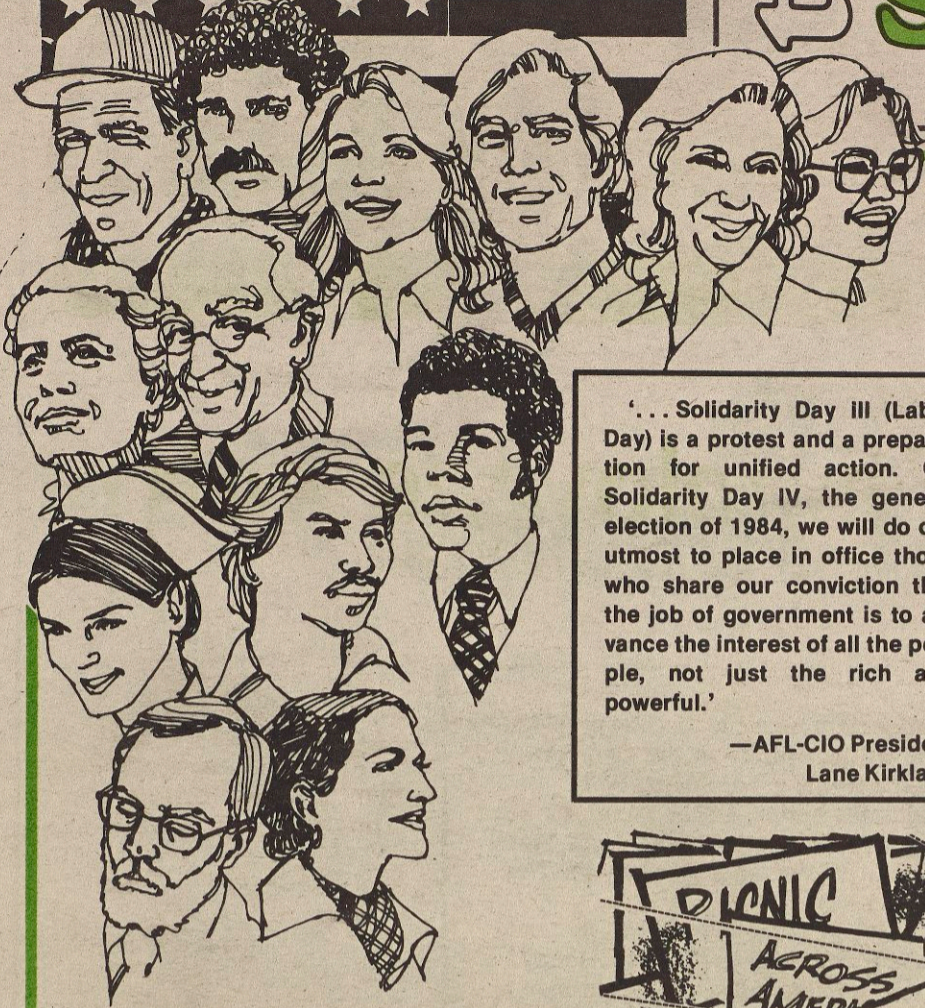 '. . . Solidarity Day III (Lab
Day) is a protest and a prepa
tion for unified action.
Solidarity Day IV, the gene
election of 1984, we will do
utmost to place in office tho
who share our conviction th
the job of government is to a
vance the interest of all the pe
ple, not just the rich a
powerful.'
—AFL-CIO Preside
Lane Kirkla
PICNIC
ACROSS
AMER